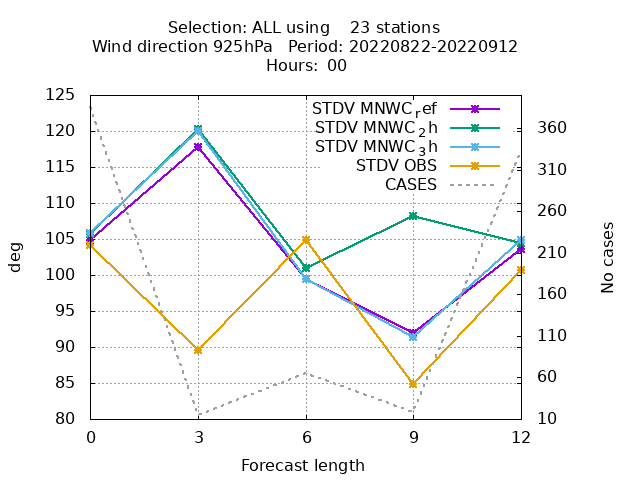 Selection: ALL using    23 stations
Wind direction 925hPa   Period: 20220822-20220912
Hours:  00
STDV MNWC_ref
STDV MNWC_2h
STDV MNWC_3h
STDV OBS
CASES
125
120
115
110
105
100
95
90
85
80
deg
360
310
260
210
160
110
60
10
No cases
0 3 6 9 12
Forecast length